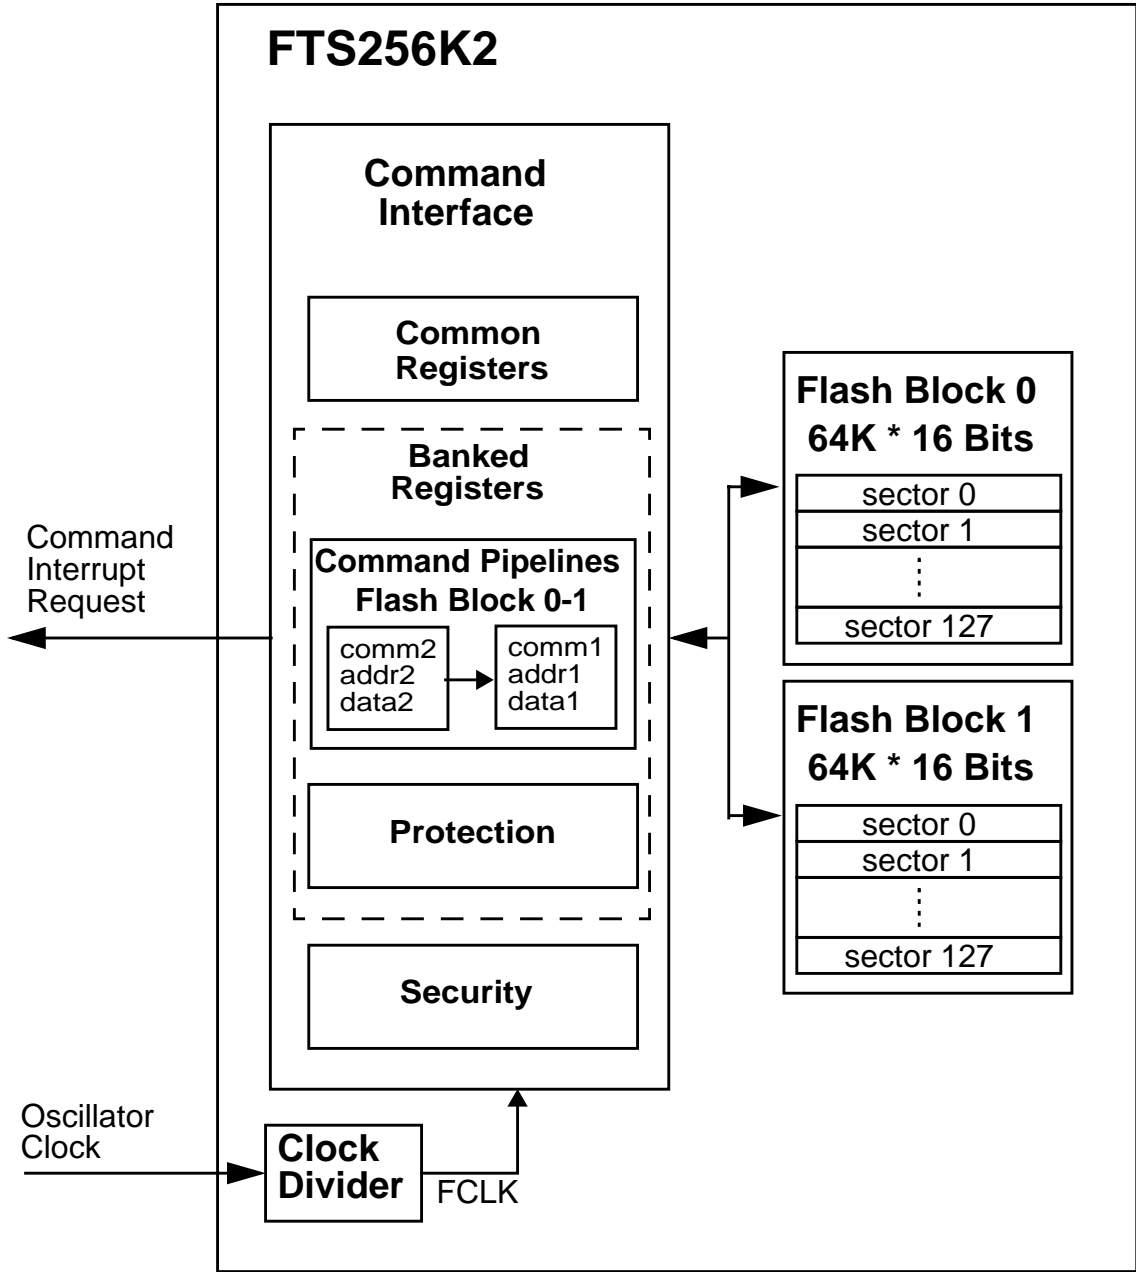 FTS256K2
Command
Interface
Common
Registers
Banked
Registers
Command Pipelines
Flash Block 0-1
comm2
addr2
data2
comm1
addr1
data1
Protection
Security
Command
Interrupt
Request
Oscillator
Clock
Clock
Divider
FCLK
Flash Block 0
64K * 16 Bits
sector 0
sector 1
sector 127
Flash Block 1
64K * 16 Bits
sector 0
sector 1
sector 127